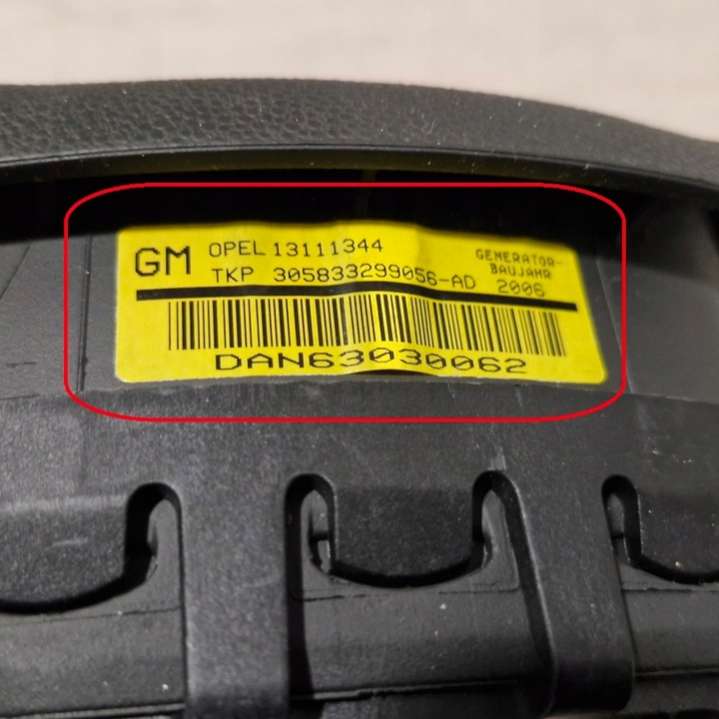 GM OPEL 13111344
TKP 305833299056-AD
GENERATOR-
BAUJAHR
2006
DAN63030062